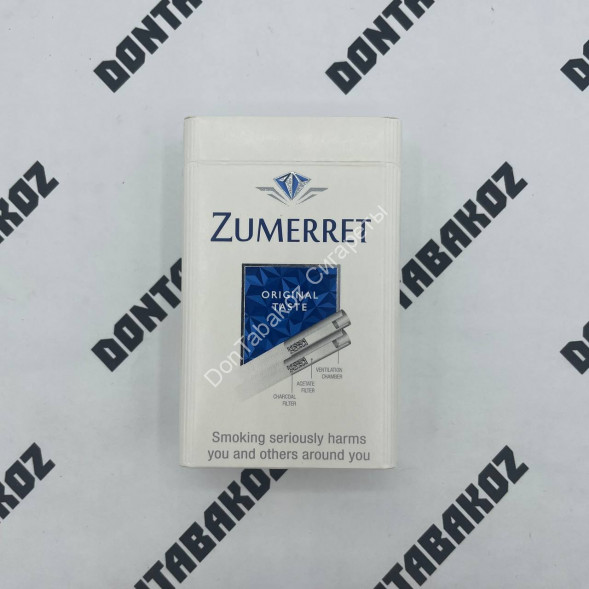 DONTABAKOZ
DONTABAKOZ
ZUMERRET
ORIGINAL
TASTE
DonTabakoz Сигареты
VENTILATION
CHAMBER
ACETATE
FILTER
CHARCOAL
FILTER
Smoking seriously harms
you and others around you
DONTABAKOZ
DONTABAKOZ
DONTABAKOZ
DONTABAKOZ